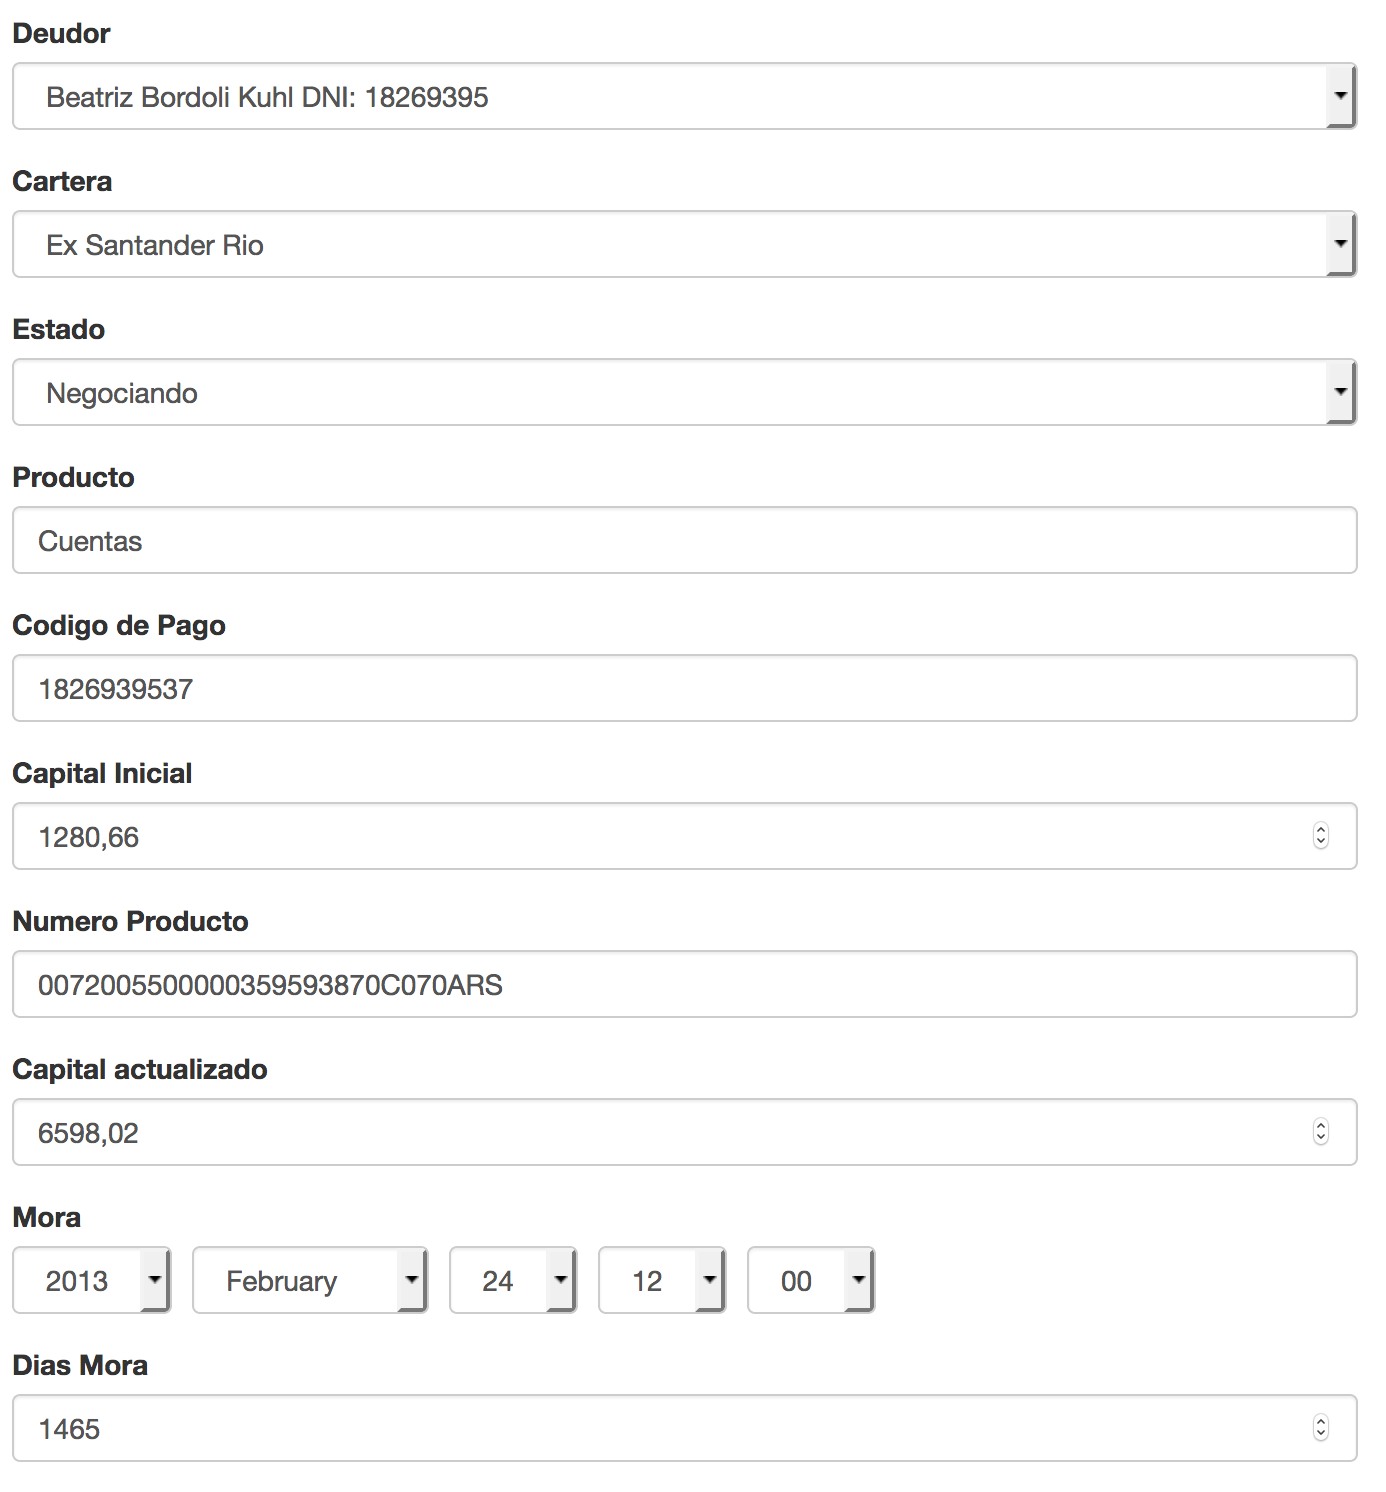 Deudor
Beatriz Bordoli Kuhl DNI: 18269395
Cartera
Ex Santander Rio
Estado
Negociando
Producto
Cuentas
Codigo de Pago
1826939537
Capital Inicial
1280,66
Numero Producto
0072005500000359593870C070ARS
Capital actualizado
6598,02
Mora
2013 February 24 12 00
Dias Mora
1465